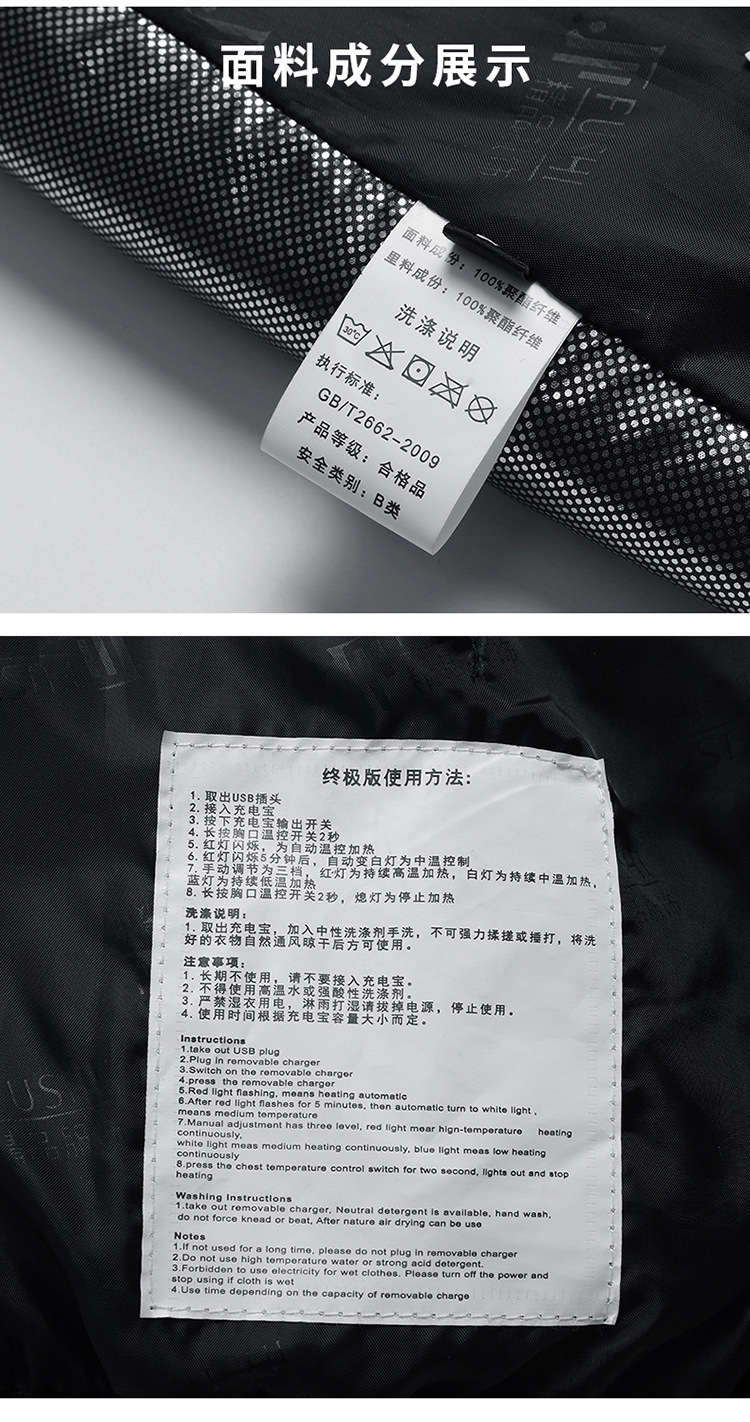 面料成分展示
FUSHI
面料成份：100%聚酯纤维
里料成份：100%聚酯纤维
洗涤说明
30℃
执行标准：
GB/T2662-2009
产品等级：合格品
安全类别：B类
终极版使用方法：
1. 取出USB插头
2. 接入充电宝
3. 按下充电宝输出开关
4. 长按胸口温控开关2秒
5. 红灯闪烁，为自动温控加热
6. 红灯闪烁5分钟后，自动变白灯为中温控制
7. 手动调节为三档，红灯为持续高温加热，白灯为持续中温加热，
蓝灯为持续低温加热
8. 长按胸口温控开关2秒，熄灯为停止加热
洗涤说明：
1. 取出充电宝，加入中性洗涤剂手洗，不可强力揉搓或捶打，将洗
好的衣物自然通风晾干后方可使用。
注意事项：
1. 长期不使用，请不要接入充电宝。
2. 不得使用高温水或强酸性洗涤剂。
3. 严禁湿衣用电，淋雨打湿请拔掉电源，停止使用。
4. 使用时间根据充电宝容量大小而定。
Instructions
1.take out USB plug
2.Plug in removable charger
3.Switch on the removable charger
4.press the removable charger
5.Red light flashing, means heating automatic
6.After red light flashes for 5 minutes, then automatic turn to white light ,
means medium temperature
7.Manual adjustment has three level, red light mear hign-temperature heating
continuously,
white light meas medium heating continuously, blue light meas low heating
continuously
8.press the chest temperature control switch for two second, lights out and stop
heating
Washing Instructions
1.take out removable charger, Neutral detergent is available, hand wash,
do not force knead or beat, After nature air drying can be use
Notes
1.If not used for a long time, please do not plug in removable charger
2.Do not use high temperature water or strong acid detergent.
3.Forbidden to use electricity for wet clothes. Please turn off the power and
stop using if cloth is wet
4.Use time depending on the capacity of removable charge